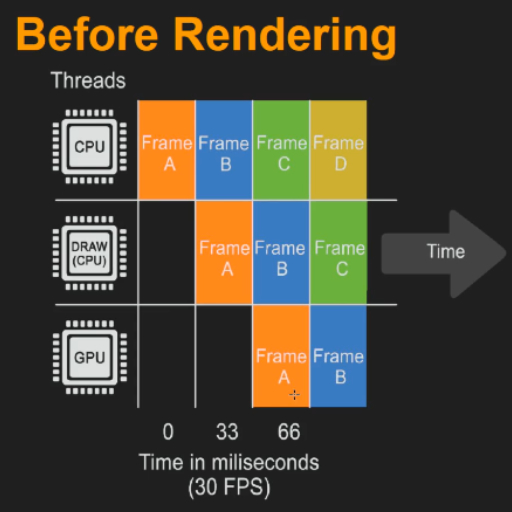 Before Rendering
Threads
CPU
Frame A
Frame B
Frame C
Frame D
DRAW (CPU)
Frame A
Frame B
Frame C
Time
GPU
Frame A
Frame B
0 33 66
Time in miliseconds
(30 FPS)